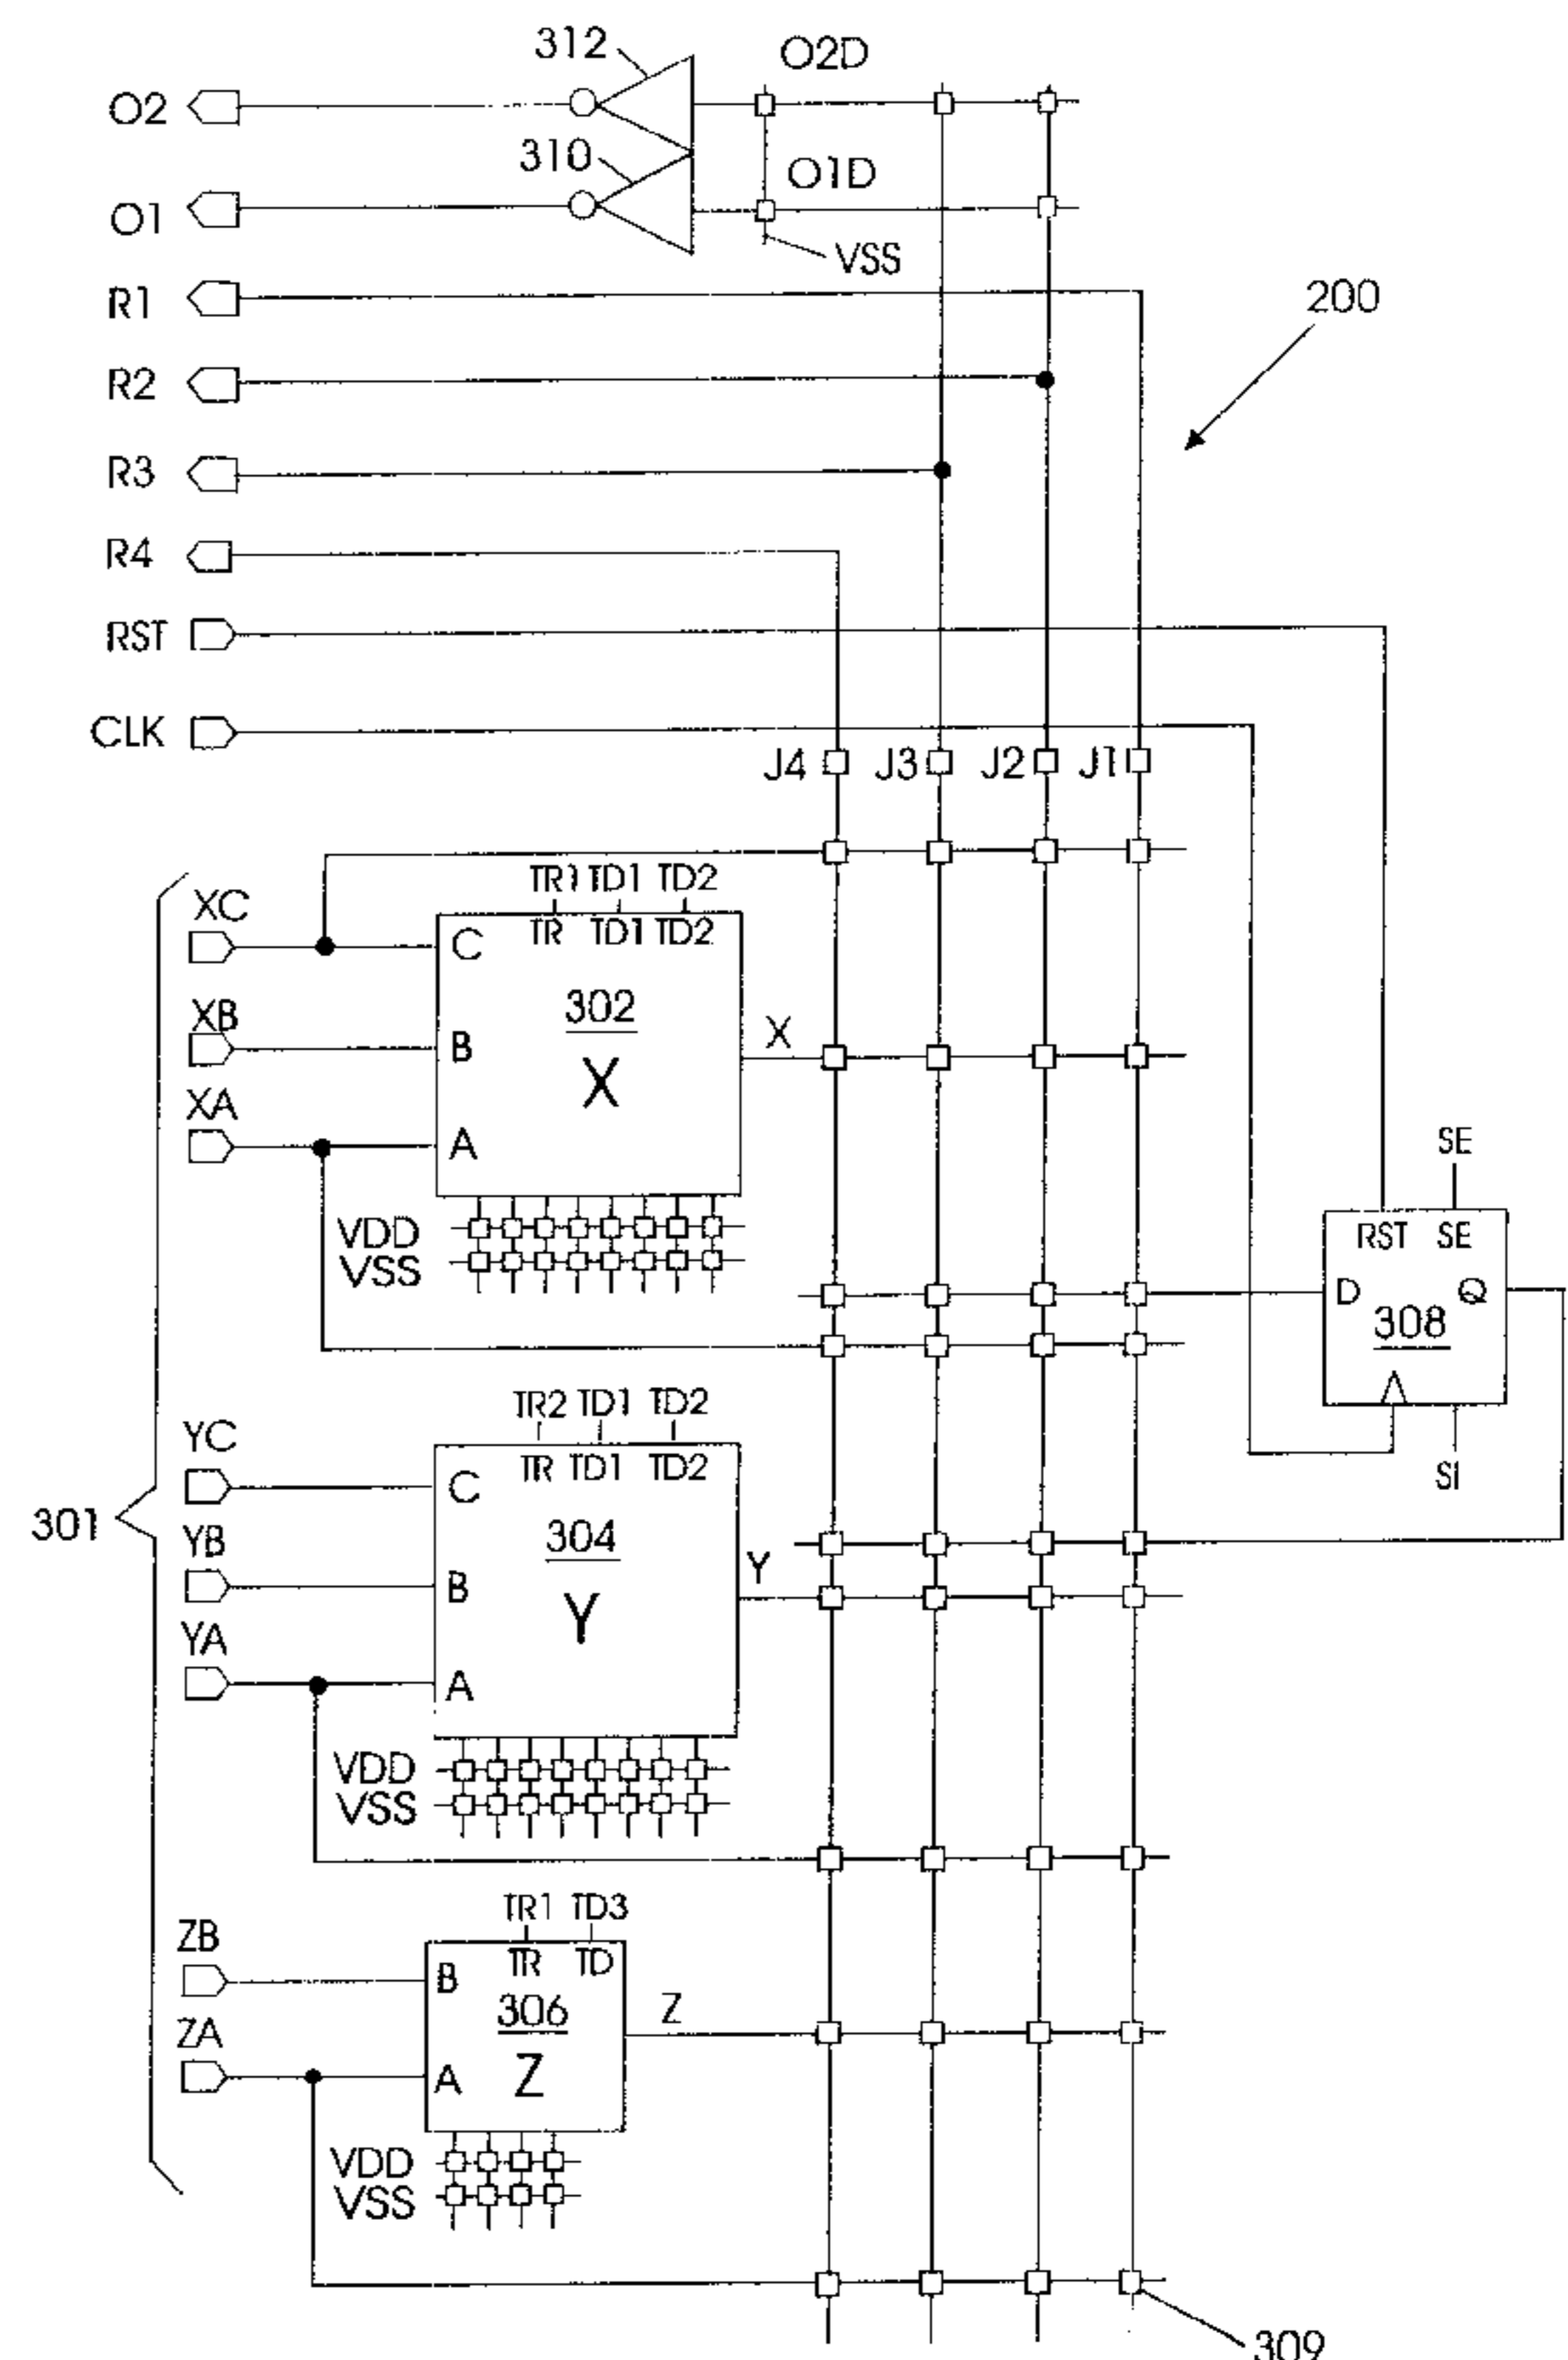 312
O2D
O2
310
O1D
O1
VSS
R1
200
R2
R3
R4
RST
CLK
J4 J3 J2 J1
TR1 TD1 TD2
XC
C TR TD1 TD2
302
XB
B X
X
XA
A
SE
VDD
RST SE
VSS
D Q
308
TR2 TD1 TD2
YC
C TR TD1 TD2
SI
301
304
YB
Y
B Y
YA
A
VDD
VSS
TR1 TD3
ZB
B TR TD
306 Z
ZA
A Z
VDD
VSS
309